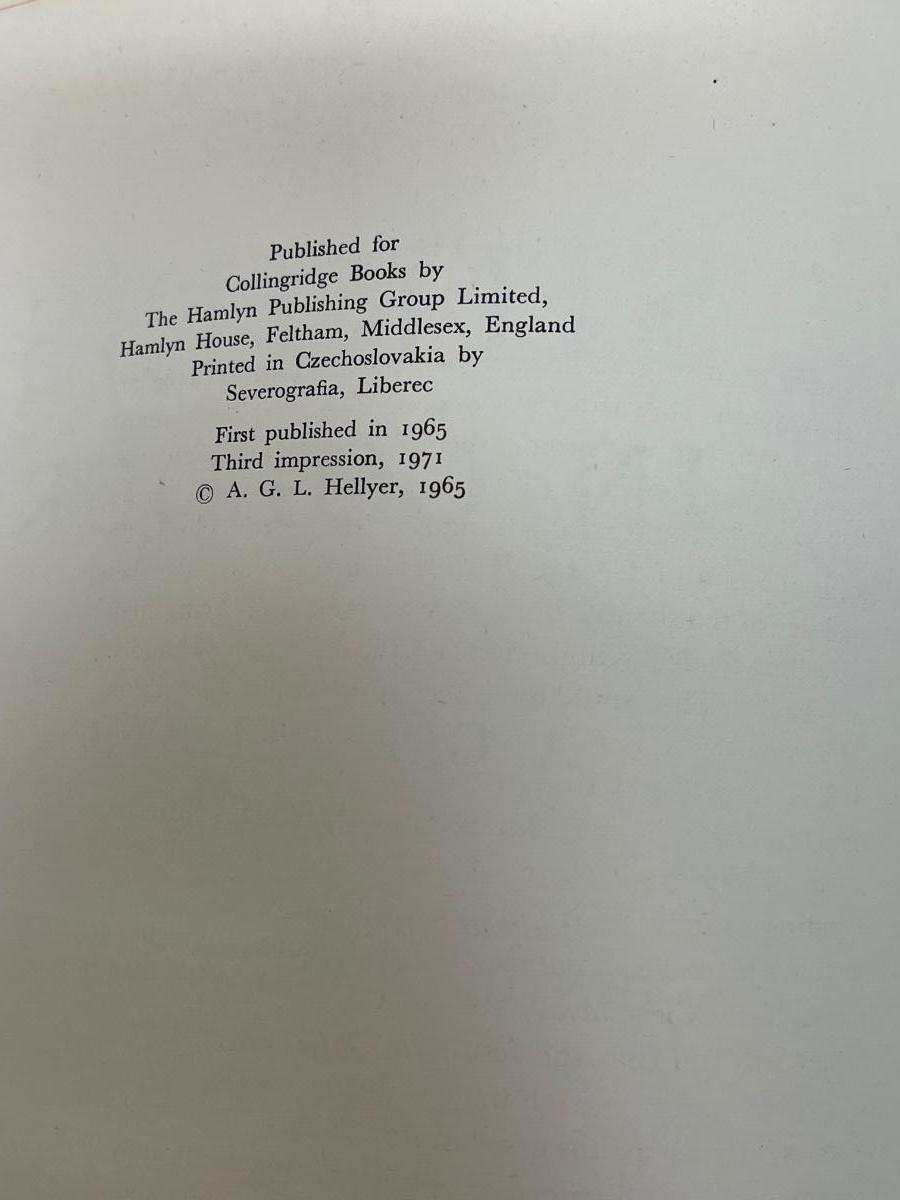 Published for
Collingridge Books by
The Hamlyn Publishing Group Limited,
Hamlyn House, Feltham, Middlesex, England
Printed in Czechoslovakia by
Severografia, Liberec
First published in 1965
Third impression, 1971
© A. G. L. Hellyer, 1965